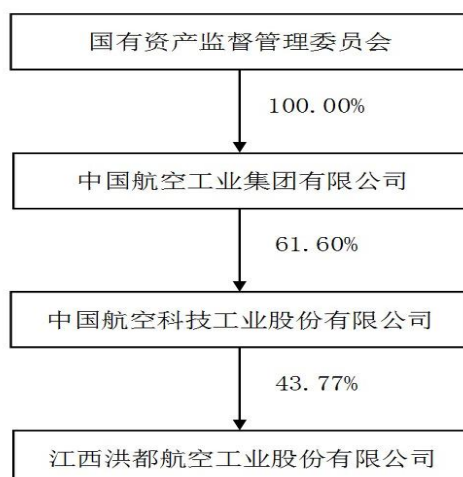 国有资产监督管理委员会
100.00%
中国航空工业集团有限公司
61.60%
中国航空科技工业股份有限公司
43.77%
江西洪都航空工业股份有限公司